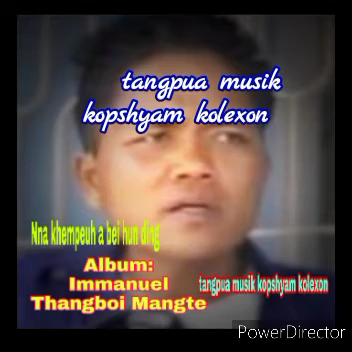 tangpua musik
kopshyam kolexon
Nna khempeuh a bei hun ding
Album:
Immanuel
Thangboi Mangte
tangpua musik kopshyam kolexon
PowerDirector